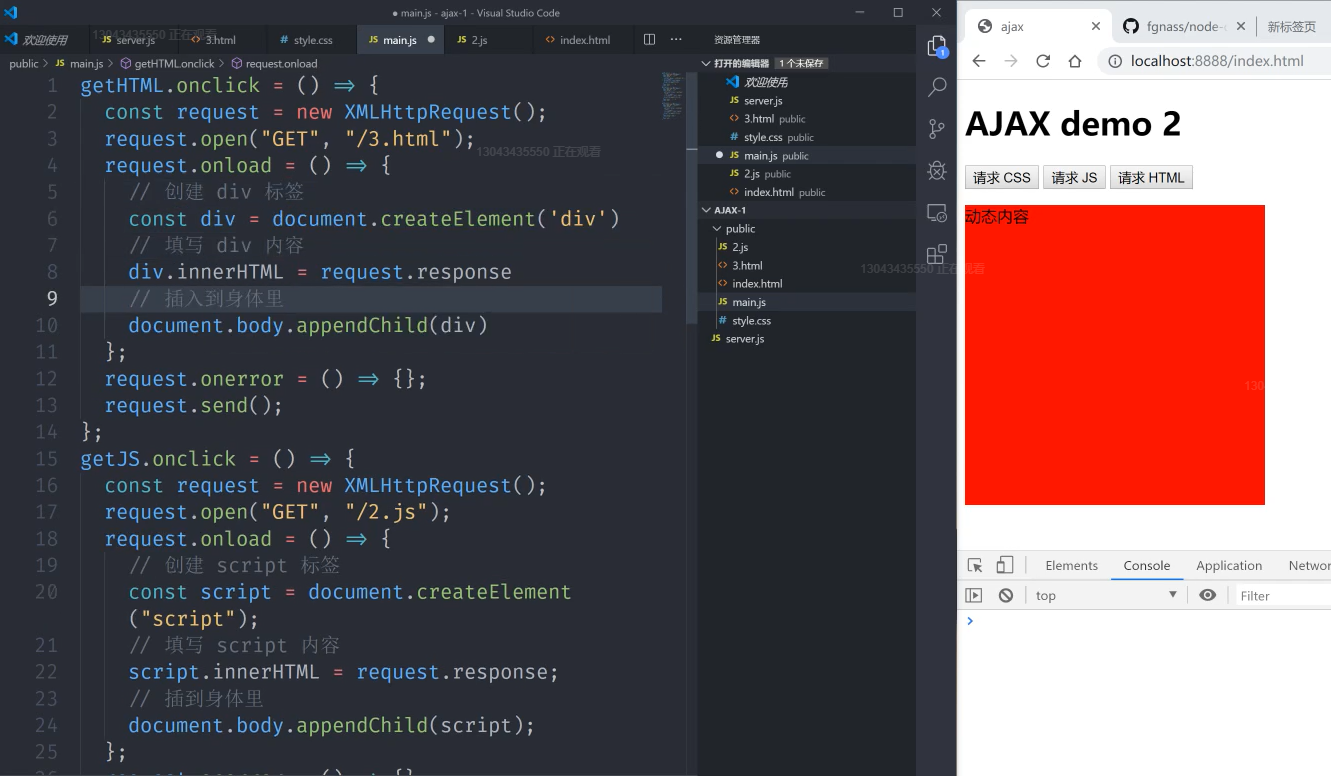 ● main.js - ajax-1 - Visual Studio Code
欢迎使用 server.js 3.html style.css main.js ● 2.js index.html
13043435550 正在观看
public > main.js > getHTML.onclick > request.onload
1 getHTML.onclick = () => {
2 const request = new XMLHttpRequest();
3 request.open("GET", "/3.html");
13043435550 正在观看
4 request.onload = () => {
5 // 创建 div 标签
6 const div = document.createElement('div')
7 // 填写 div 内容
8 div.innerHTML = request.response
9 // 插入到身体里
10 document.body.appendChild(div)
11 };
12 request.onerror = () => {};
13 request.send();
14 };
15 getJS.onclick = () => {
16 const request = new XMLHttpRequest();
17 request.open("GET", "/2.js");
18 request.onload = () => {
19 // 创建 script 标签
20 const script = document.createElement
("script");
21 // 填写 script 内容
22 script.innerHTML = request.response;
23 // 插到身体里
24 document.body.appendChild(script);
25 };
资源管理器
打开的编辑器 1 个未保存
欢迎使用
server.js
3.html public
style.css public
● main.js public
2.js public
index.html public
AJAX-1
public
2.js
3.html
index.html
main.js
style.css
server.js
1
13043435550 正在观看
ajax
fgnass/node-
新标签页
localhost:8888/index.html
AJAX demo 2
请求 CSS 请求 JS 请求 HTML
动态内容
Elements Console Application
top Filter